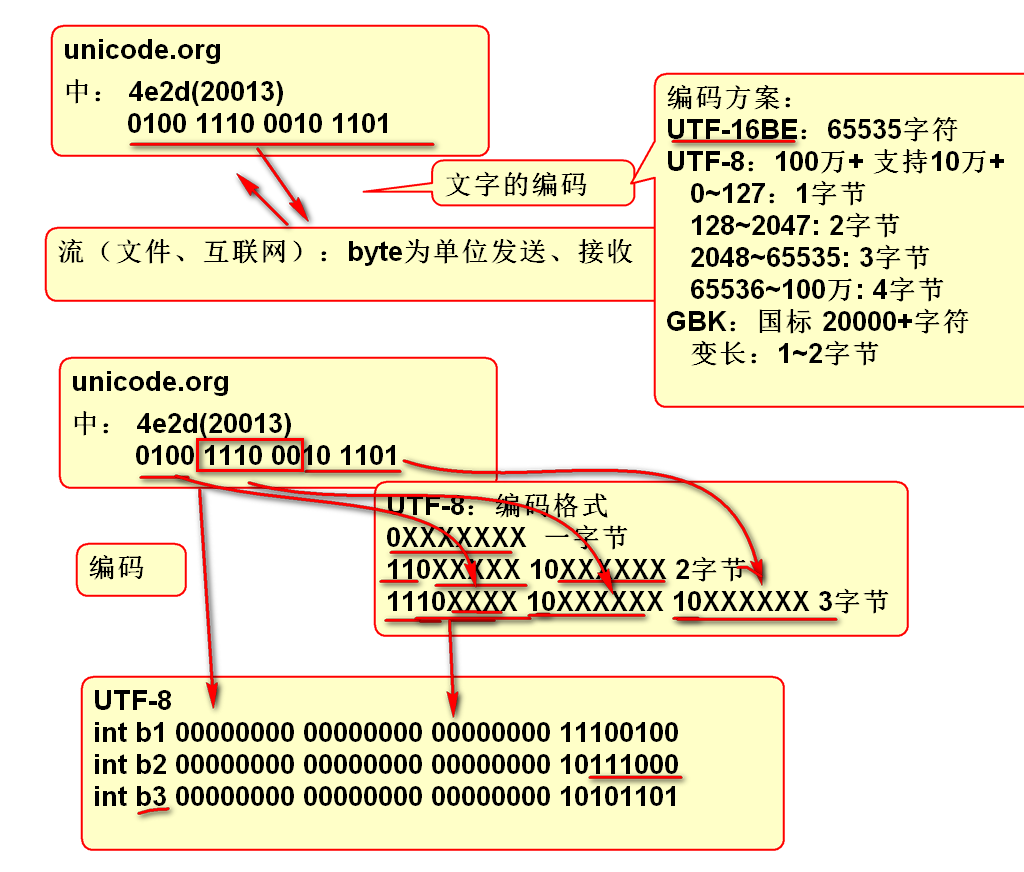 unicode.org
中: 4e2d(20013)
0100 1110 0010 1101
编码方案:
UTF-16BE: 65535字符
UTF-8: 100万+ 支持10万+
0~127: 1字节
128~2047: 2字节
2048~65535: 3字节
65536~100万: 4字节
GBK: 国标 20000+字符
变长: 1~2字节
文字的编码
流（文件、互联网）: byte为单位发送、接收
unicode.org
中: 4e2d(20013)
0100 1110 0010 1101
UTF-8: 编码格式
0XXXXXXX 一字节
110XXXXX 10XXXXXX 2字节
1110XXXX 10XXXXXX 10XXXXXX 3字节
编码
UTF-8
int b1 00000000 00000000 00000000 11100100
int b2 00000000 00000000 00000000 10111000
int b3 00000000 00000000 00000000 10101101